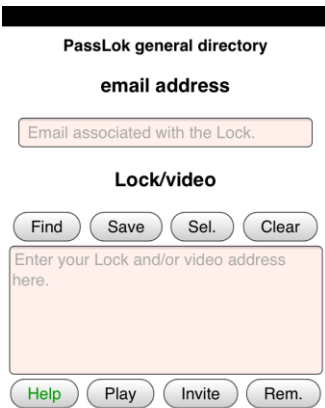 PassLok general directory
email address
Email associated with the Lock.
Lock/video
Find Save Sel. Clear
Enter your Lock and/or video address
here.
Help Play Invite Rem.